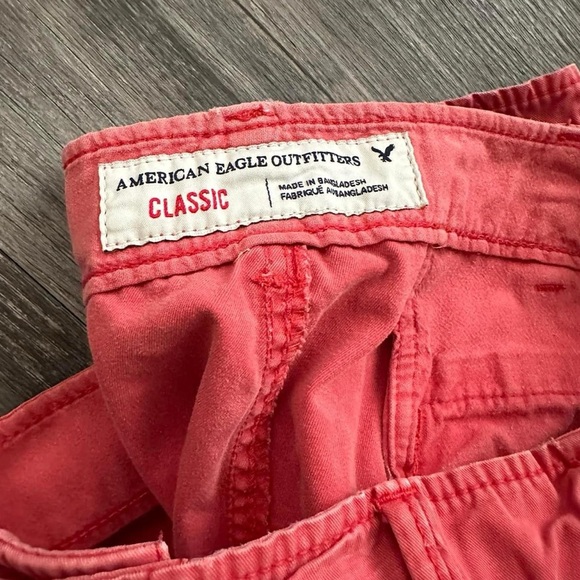 AMERICAN EAGLE OUTFITTERS
CLASSIC
MADE IN BANGLADESH
FABRIQUÉ AU BANGLADESH